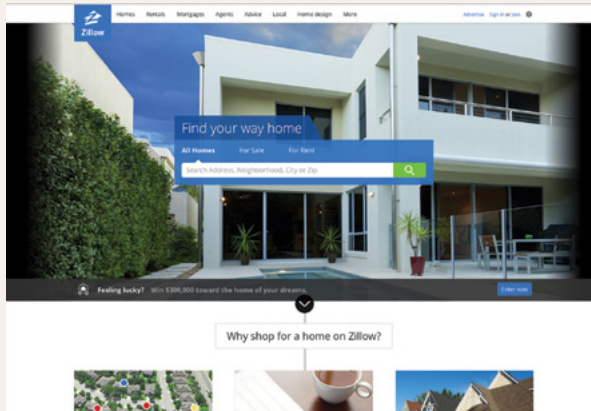 Zillow
Homes Rentals Mortgages Agents Advice Local Home design More
Advertise Sign in or Join
Find your way home
All Homes For Sale For Rent
Search Address, Neighborhood, City or Zip
Feeling lucky? Win $300,000 toward the home of your dreams.
Enter now
Why shop for a home on Zillow?